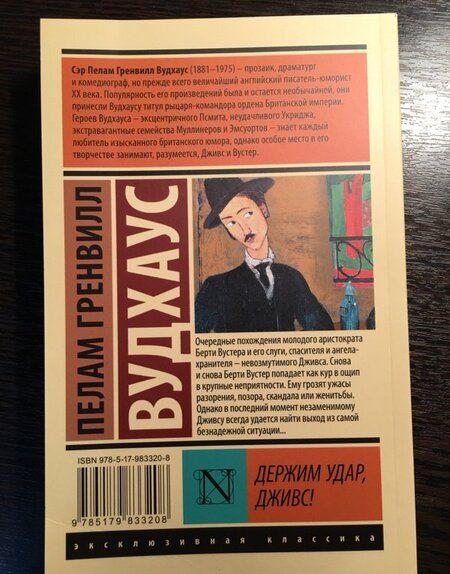 Сэр Пелам Гренвилл Вудхаус (1881–1975) – прозаик, драматург
и комедиограф, но прежде всего величайший английский писатель-юморист
XX века. Популярность его произведений была и остается необычайной, они
принесли Вудхаусу титул рыцаря-командора ордена Британской империи.
Героев Вудхауса – эксцентричного Псмита, неудачливого Укриджа,
экстравагантные семейства Муллинеров и Эмсуортов – знает каждый
любитель изысканного британского юмора, однако особое место в его
творчестве занимают, разумеется, Дживс и Вустер.
ПЕЛАМ ГРЕНВИЛЛ
ВУДХАУС
Очередные похождения молодого аристократа
Берти Вустера и его слуги, спасителя и ангела-
хранителя – невозмутимого Дживса. Снова
и снова Берти Вустер попадает как кур в ощип
в крупные неприятности. Ему грозят ужасы
разорения, позора, скандала или женитьбы.
Однако в последний момент незаменимому
Дживсу всегда удается найти выход из самой
безнадежной ситуации...
ISBN 978-5-17-983320-8
9 785179 833208
N
ДЕРЖИМ УДАР,
ДЖИВС!
эксклюзивная классика